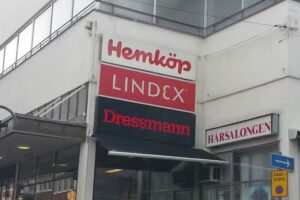 Hemköp
LINDEX
Dressmann
HÅRSALONGEN